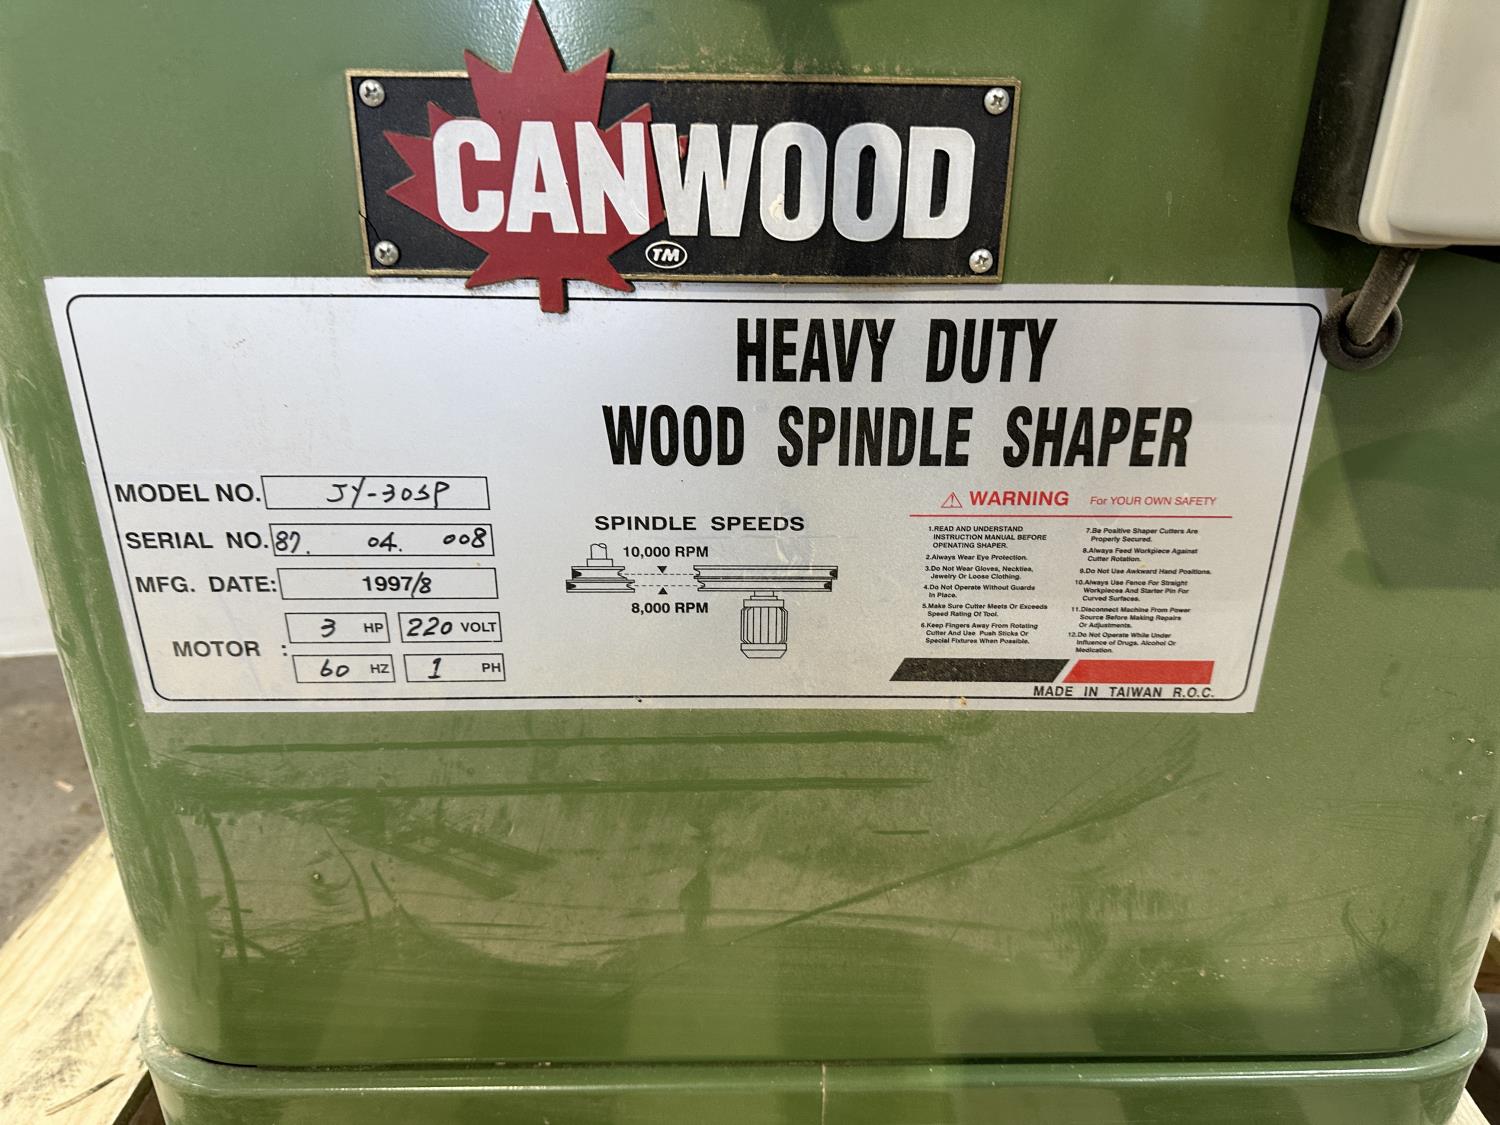 CANWOOD
TM
HEAVY DUTY
WOOD SPINDLE SHAPER
MODEL NO. JY-30SP
SERIAL NO. 87. 04. 008
MFG. DATE: 1997/8
MOTOR : 3 HP 220 VOLT
60 HZ 1 PH
SPINDLE SPEEDS
10,000 RPM
8,000 RPM
WARNING For YOUR OWN SAFETY
1.READ AND UNDERSTAND
INSTRUCTION MANUAL BEFORE
OPERATING SHAPER.
2.Always Wear Eye Protection.
3.Do Not Wear Gloves, Neckties,
Jewelry Or Loose Clothing.
4.Do Not Operate Without Guards
In Place.
5.Make Sure Cutter Meets Or Exceeds
Speed Rating Of Tool.
6.Keep Fingers Away From Rotating
Cutter And Use Push Sticks Or
Special Fixtures When Possible.
7.Be Positive Shaper Cutters Are
Properly Secured.
8.Always Feed Workpiece Against
Cutter Rotation.
9.Do Not Use Awkward Hand Positions.
10.Always Use Fence For Straight
Workpieces And Starter Pin For
Curved Surfaces.
11.Disconnect Machine From Power
Source Before Making Repairs
Or Adjustments.
12.Do Not Operate While Under
Influence of Drugs, Alcohol Or
Medication.
MADE IN TAIWAN R.O.C.